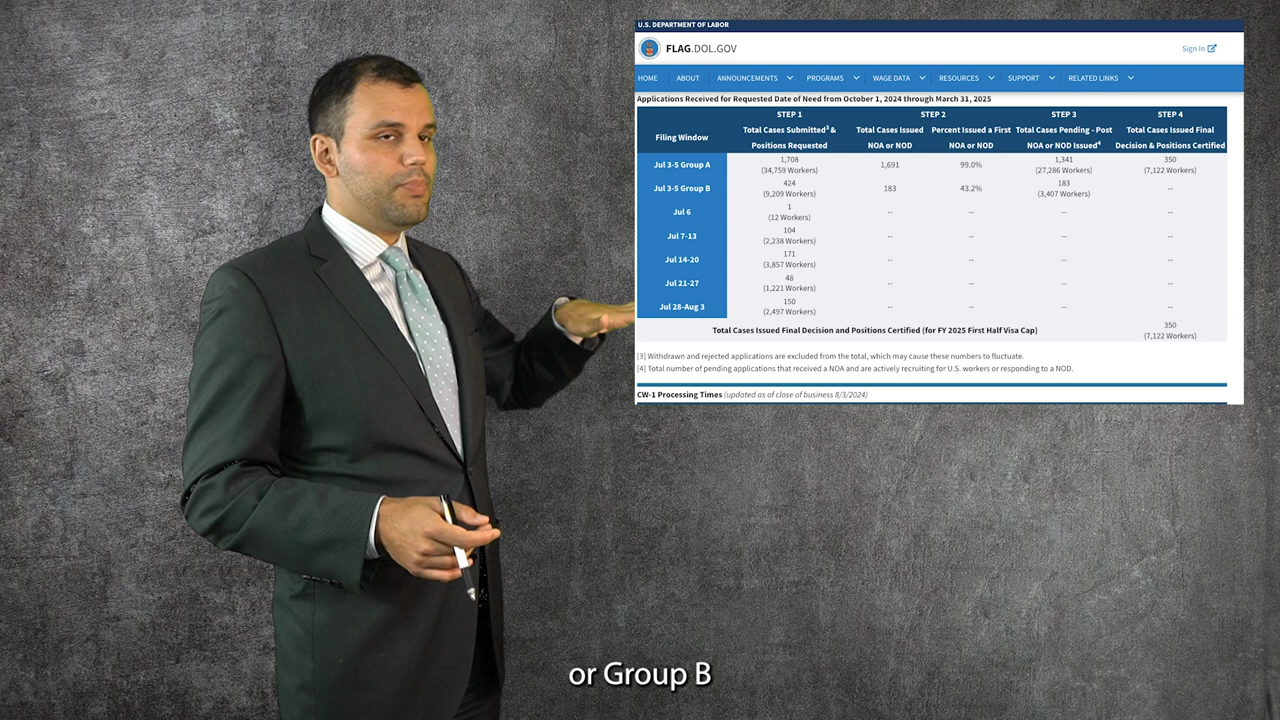 U.S. DEPARTMENT OF LABOR
FLAG.DOL.GOV
Sign In
HOME ABOUT ANNOUNCEMENTS PROGRAMS WAGE DATA RESOURCES SUPPORT RELATED LINKS
Applications Received for Requested Date of Need from October 1, 2024 through March 31, 2025
STEP 1 STEP 2 STEP 3 STEP 4
Filing Window
Total Cases Submitted3 & Total Cases Issued Percent Issued a First Total Cases Pending - Post Total Cases Issued Final
Positions Requested NOA or NOD NOA or NOD NOA or NOD Issued4 Decision & Positions Certified
Jul 3-5 Group A 1,708 1,691 99.0% 1,341 350
(34,759 Workers) (27,286 Workers) (7,122 Workers)
Jul 3-5 Group B 424 183 43.2% 183 --
(9,209 Workers) (3,407 Workers)
Jul 6 1 -- -- -- --
(12 Workers)
Jul 7-13 104 -- -- -- --
(2,238 Workers)
Jul 14-20 171 -- -- -- --
(3,857 Workers)
Jul 21-27 48 -- -- -- --
(1,221 Workers)
Jul 28-Aug 3 150 -- -- -- --
(2,497 Workers)
Total Cases Issued Final Decision and Positions Certified (for FY 2025 First Half Visa Cap) 350
(7,122 Workers)
[3] Withdrawn and rejected applications are excluded from the total, which may cause these numbers to fluctuate.
[4] Total number of pending applications that received a NOA and are actively recruiting for U.S. workers or responding to a NOD.
CW-1 Processing Times (updated as of close of business 8/3/2024)
or Group B